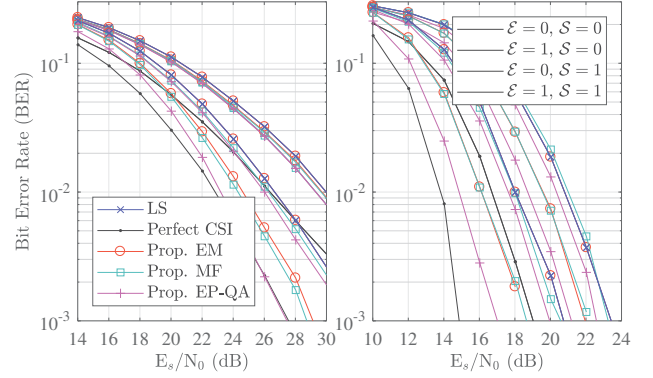 Bit Error Rate (BER)
10⁻¹
10⁻²
10⁻³
14 16 18 20 22 24 26 28 30
E_s/N_0 (dB)
LS
Perfect CSI
Prop. EM
Prop. MF
Prop. EP-QA
10⁻¹
10⁻²
10⁻³
10 12 14 16 18 20 22 24
E_s/N_0 (dB)
ℰ = 0, 𝒮 = 0
ℰ = 1, 𝒮 = 0
ℰ = 0, 𝒮 = 1
ℰ = 1, 𝒮 = 1